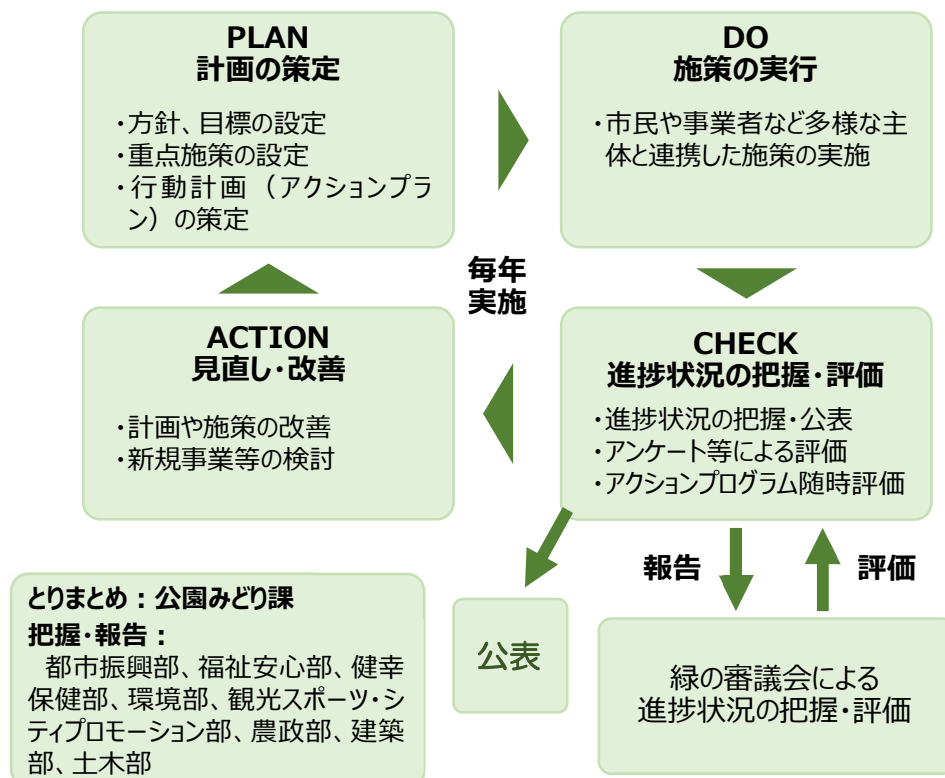 PLAN
計画の策定
・方針、目標の設定
・重点施策の設定
・行動計画（アクションプラ
ン）の策定
DO
施策の実行
・市民や事業者など多様な主
体と連携した施策の実施
毎年
実施
ACTION
見直し・改善
・計画や施策の改善
・新規事業等の検討
CHECK
進捗状況の把握・評価
・進捗状況の把握・公表
・アンケート等による評価
・アクションプログラム随時評価
報告
評価
とりまとめ：公園みどり課
把握・報告：
都市振興部、福祉安心部、健幸
保健部、環境部、観光スポーツ・シ
ティプロモーション部、農政部、建築
部、土木部
公表
緑の審議会による
進捗状況の把握・評価